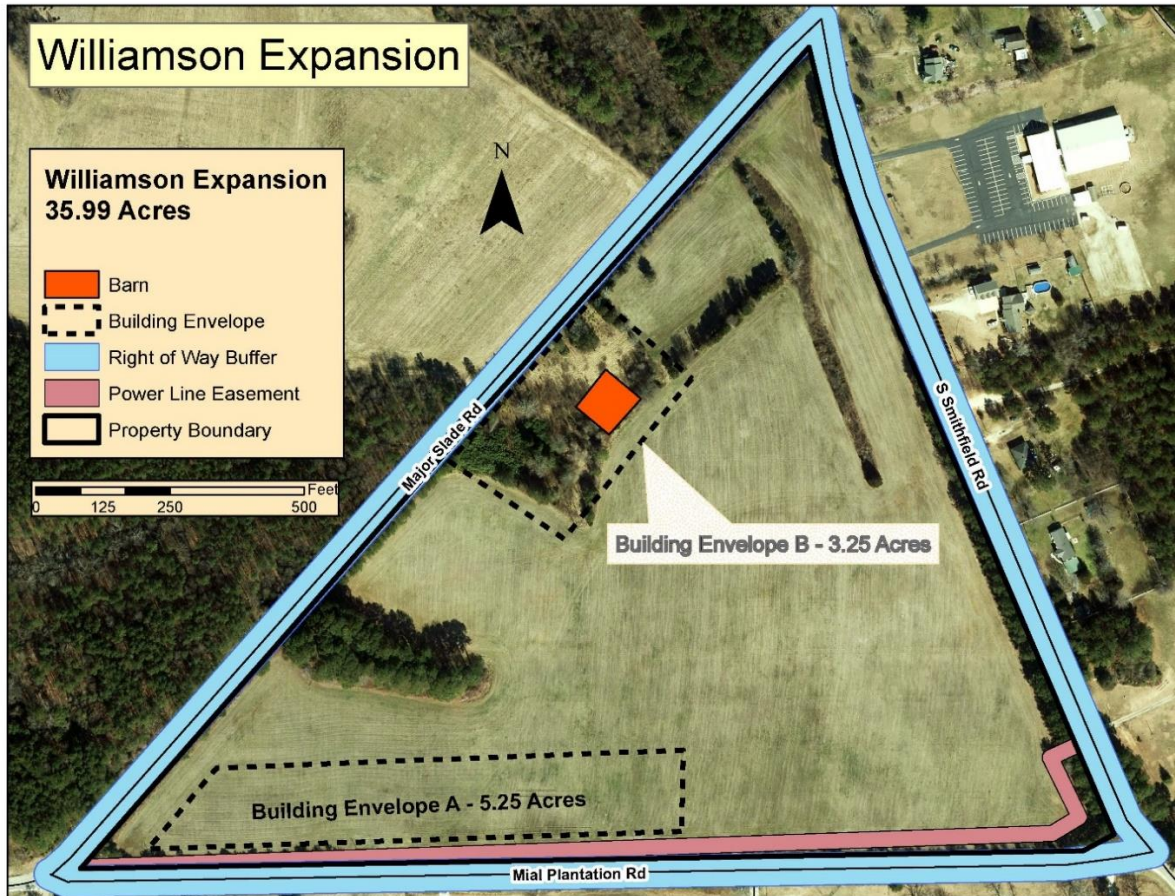 Williamson Expansion
Williamson Expansion
35.99 Acres
Barn
Building Envelope
Right of Way Buffer
Power Line Easement
Property Boundary
Feet
0 125 250 500
N
Major Slade Rd
S Smithfield Rd
Building Envelope B - 3.25 Acres
Building Envelope A - 5.25 Acres
Mial Plantation Rd